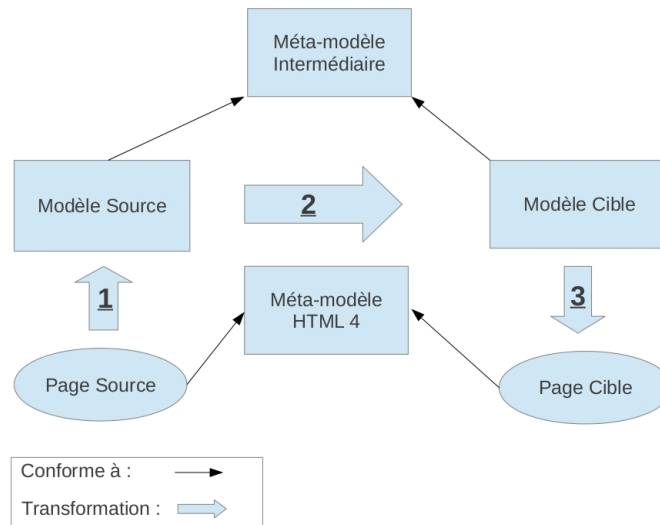 Méta-modèle
Intermédiaire
Modèle Source
2
Modèle Cible
1
Méta-modèle
HTML 4
3
Page Source
Page Cible
Conforme à :
Transformation :